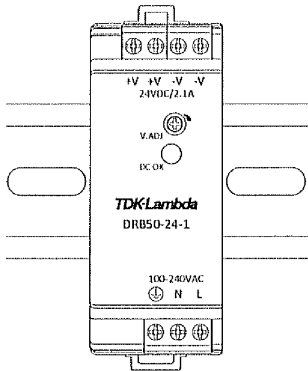 +V +V -V -V
24VDC/2.1A
V.ADJ
DC OK
TDK-Lambda
DRB50-24-1
100-240VAC
N L